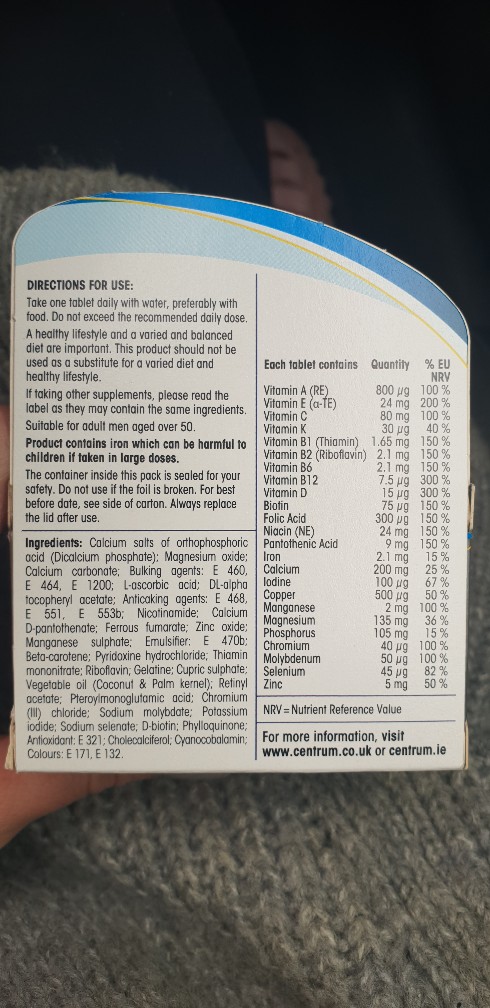 DIRECTIONS FOR USE:
Take one tablet daily with water, preferably with
food. Do not exceed the recommended daily dose.
A healthy lifestyle and a varied and balanced
diet are important. This product should not be
used as a substitute for a varied diet and
healthy lifestyle.
If taking other supplements, please read the
label as they may contain the same ingredients.
Suitable for adult men aged over 50.
Product contains iron which can be harmful to
children if taken in large doses.
The container inside this pack is sealed for your
safety. Do not use if the foil is broken. For best
before date, see side of carton. Always replace
the lid after use.
Ingredients: Calcium salts of orthophosphoric
acid (Dicalcium phosphate); Magnesium oxide;
Calcium carbonate; Bulking agents: E 460,
E 464, E 1200; L-ascorbic acid; DL-alpha
tocopheryl acetate; Anticaking agents: E 468,
E 551, E 553b; Nicotinamide; Calcium
D-pantothenate; Ferrous fumarate; Zinc oxide;
Manganese sulphate; Emulsifier: E 470b;
Beta-carotene; Pyridoxine hydrochloride; Thiamin
mononitrate; Riboflavin; Gelatine; Cupric sulphate;
Vegetable oil (Coconut & Palm kernel); Retinyl
acetate; Pteroylmonoglutamic acid; Chromium
(III) chloride; Sodium molybdate; Potassium
iodide; Sodium selenate; D-biotin; Phylloquinone;
Antioxidant: E 321; Cholecalciferol; Cyanocobalamin;
Colours: E 171, E 132.
Each tablet contains Quantity % EU
NRV
Vitamin A (RE) 800 µg 100 %
Vitamin E (α-TE) 24 mg 200 %
Vitamin C 80 mg 100 %
Vitamin K 30 µg 40 %
Vitamin B1 (Thiamin) 1.65 mg 150 %
Vitamin B2 (Riboflavin) 2.1 mg 150 %
Vitamin B6 2.1 mg 150 %
Vitamin B12 7.5 µg 300 %
Vitamin D 15 µg 300 %
Biotin 75 µg 150 %
Folic Acid 300 µg 150 %
Niacin (NE) 24 mg 150 %
Pantothenic Acid 9 mg 150 %
Iron 2.1 mg 15 %
Calcium 200 mg 25 %
Iodine 100 µg 67 %
Copper 500 µg 50 %
Manganese 2 mg 100 %
Magnesium 135 mg 36 %
Phosphorus 105 mg 15 %
Chromium 40 µg 100 %
Molybdenum 50 µg 100 %
Selenium 45 µg 82 %
Zinc 5 mg 50 %
NRV = Nutrient Reference Value
For more information, visit
www.centrum.co.uk or centrum.ie